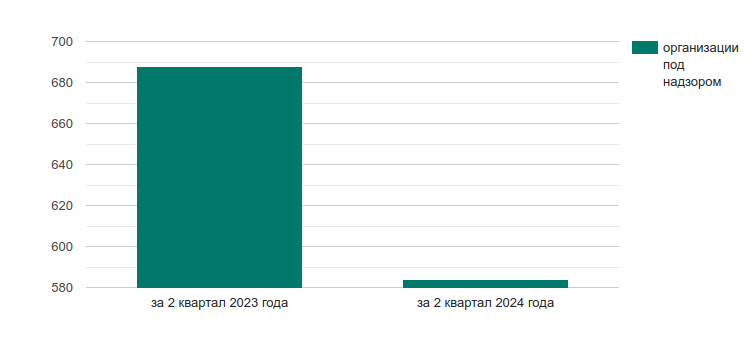 700
680
660
640
620
600
580
за 2 квартал 2023 года
за 2 квартал 2024 года
организации
под
надзором